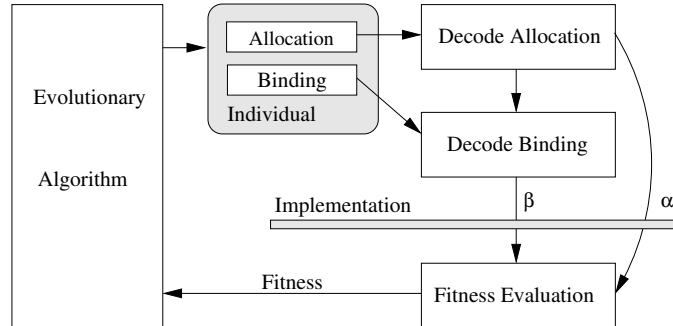 Evolutionary
Algorithm
Allocation
Binding
Individual
Decode Allocation
Decode Binding
β
α
Implementation
Fitness
Fitness Evaluation